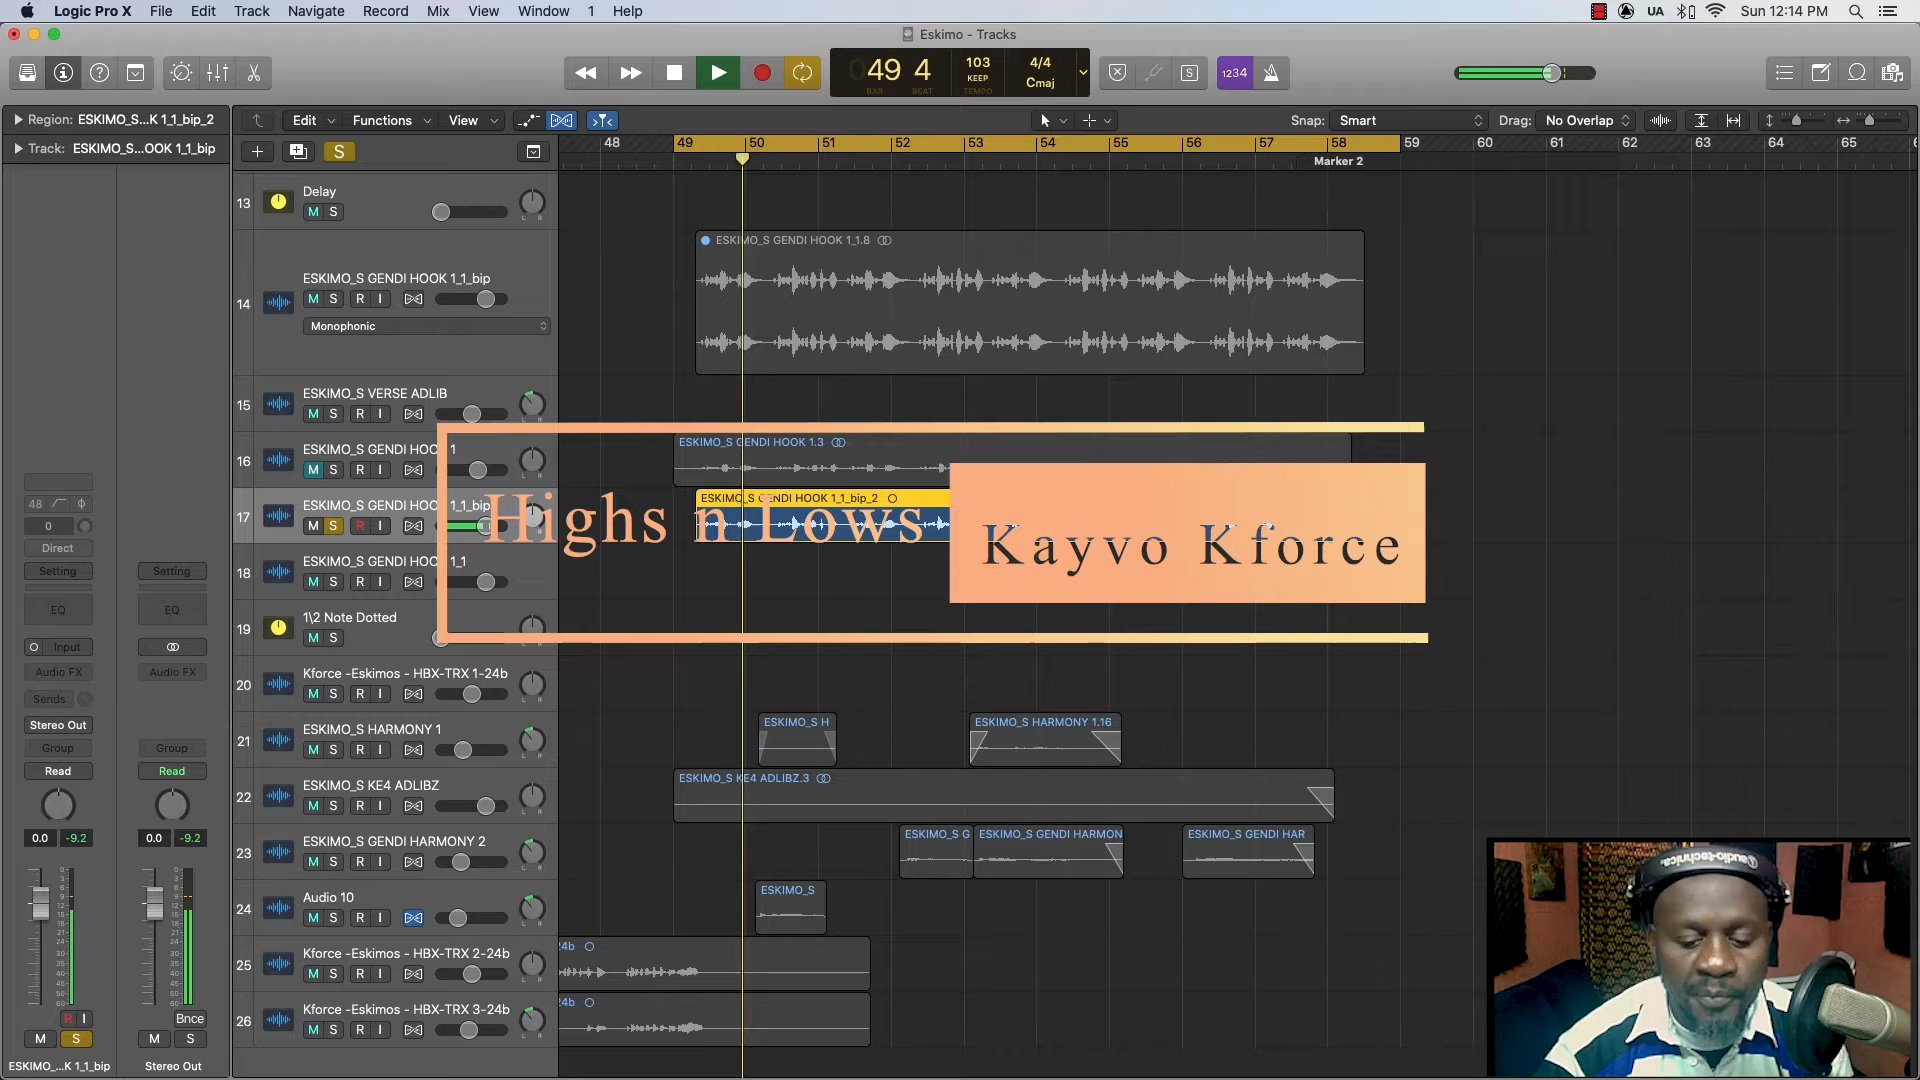 Logic Pro X File Edit Track Navigate Record Mix View Window 1 Help
UA Sun 12:14 PM
Eskimo - Tracks
49 4 103 4/4
KEEP Cmaj
BAR BEAT TEMPO
S 1234
Region: ESKIMO_S...K 1_1_bip_2
Edit Functions View
Snap: Smart Drag: No Overlap
Track: ESKIMO_S...OOK 1_1_bip
S
48 49 50 51 52 53 54 55 56 57 58 59 60 61 62 63 64 65
Marker 2
13 Delay
M S
14 ESKIMO_S GENDI HOOK 1_1_bip
M S R I
Monophonic
ESKIMO_S GENDI HOOK 1_1.8
15 ESKIMO_S VERSE ADLIB
M S R I
16 ESKIMO_S GENDI HOO 1
M S R I
ESKIMO_S GENDI HOOK 1.3
17 ESKIMO_S GENDI HOO 1_1_bip
M S R I
ESKIMO_S GENDI HOOK 1_1_bip_2
Highs n Lows
Kayvo Kforce
18 ESKIMO_S GENDI HOO 1_1
M S R I
19 1\2 Note Dotted
M S
20 Kforce -Eskimos - HBX-TRX 1-24b
M S R I
21 ESKIMO_S HARMONY 1
M S R I
ESKIMO_S H
ESKIMO_S HARMONY 1.16
22 ESKIMO_S KE4 ADLIBZ
M S R I
ESKIMO_S KE4 ADLIBZ.3
23 ESKIMO_S GENDI HARMONY 2
M S R I
ESKIMO_S G
ESKIMO_S GENDI HARMON
ESKIMO_S GENDI HAR
24 Audio 10
M S R I
ESKIMO_S
25 Kforce -Eskimos - HBX-TRX 2-24b
M S R I
24b
26 Kforce -Eskimos - HBX-TRX 3-24b
M S R I
24b
48
0
Direct
Setting Setting
EQ EQ
Input
Audio FX Audio FX
Sends
Stereo Out
Group Group
Read Read
0.0 -9.2 0.0 -9.2
R I Bnce
M S M S
ESKIMO_...K 1_1_bip Stereo Out
audio-technica